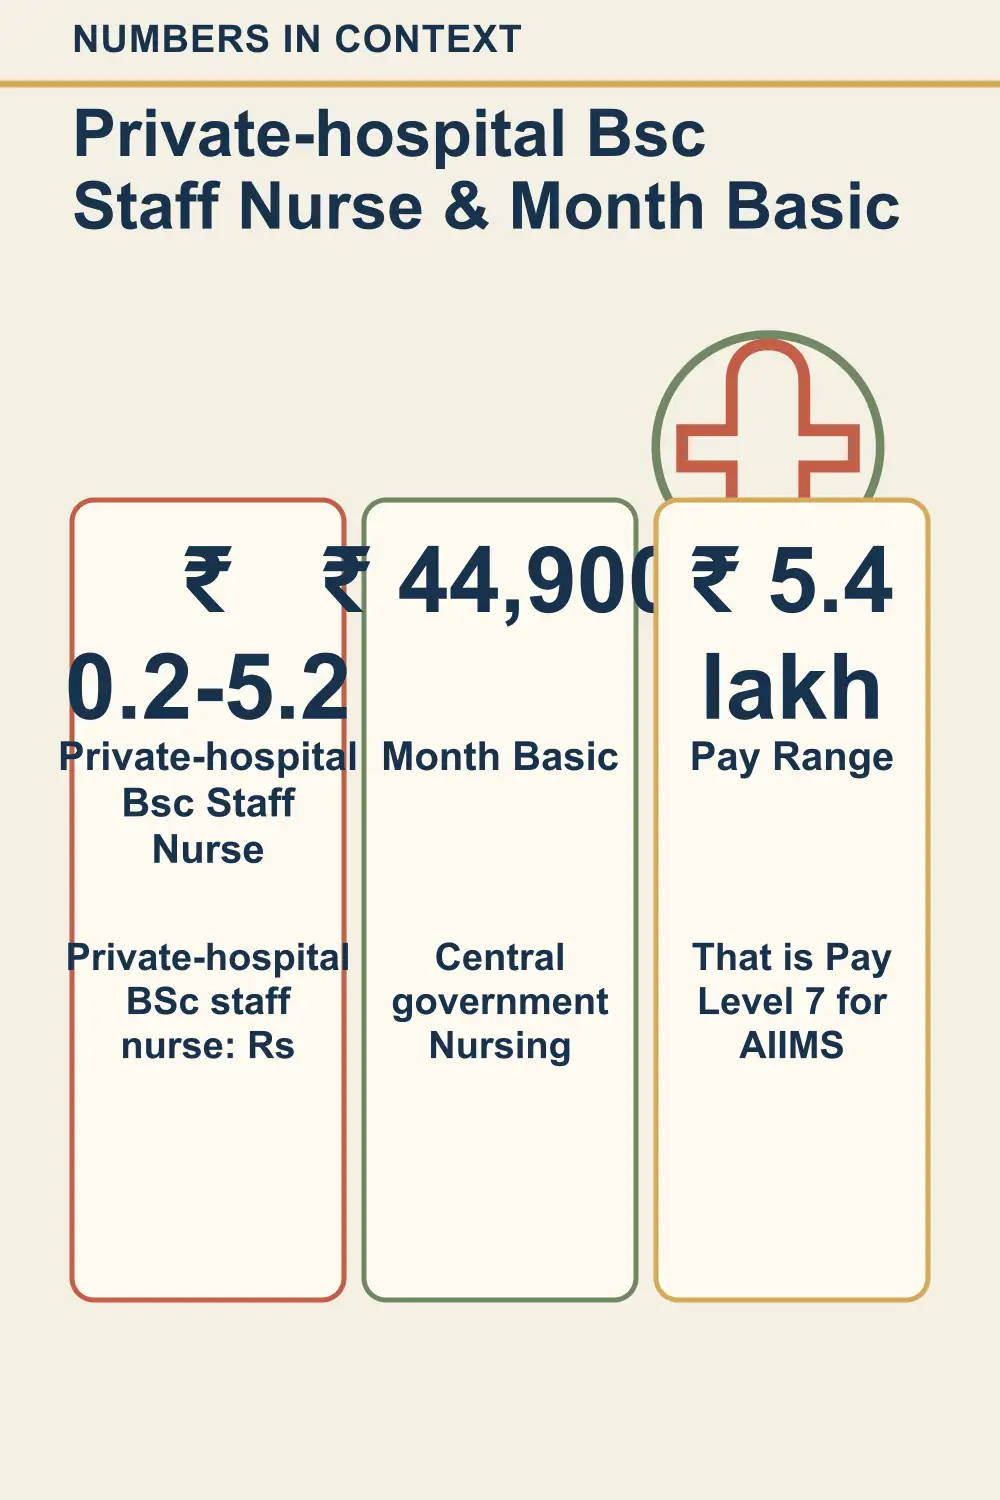 NUMBERS IN CONTEXT
Private-hospital Bsc
Staff Nurse & Month Basic
₹
0.2-5.2
Private-hospital
Bsc Staff
Nurse
Private-hospital
BSc staff
nurse: Rs
₹ 44,900
Month Basic
Central
government
Nursing
₹ 5.4
lakh
Pay Range
That is Pay
Level 7 for
AIIMS